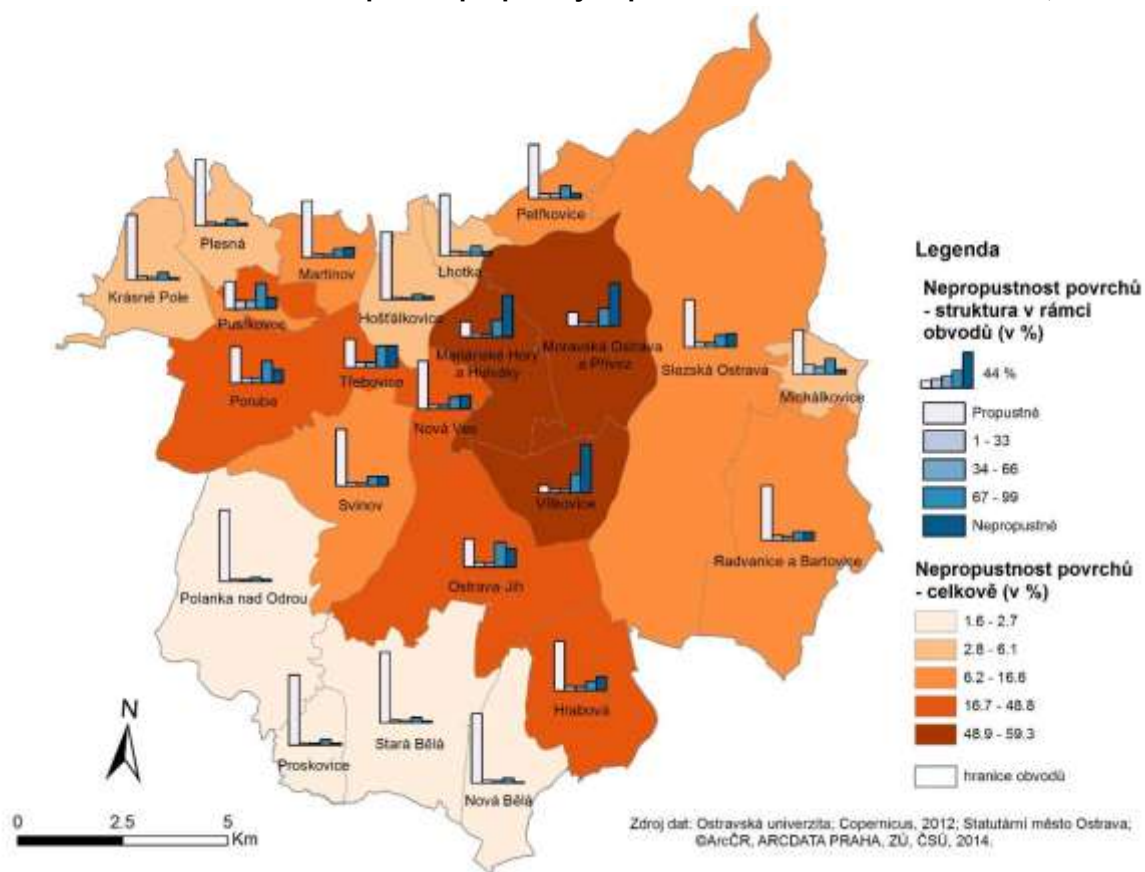 Petřkovice
Plesná
Martinov
Lhotka
Krásné Pole
Hošťálkovice
Pustkovec
Mariánské Hory
a Hulváky
Moravská Ostrava
a Přívoz
Slezská Ostrava
Michálkovice
Poruba
Třebovice
Nová Ves
Svinov
Vítkovice
Radvanice a Bartovice
Polanka nad Odrou
Ostrava-Jih
Hrabová
Stará Bělá
Proskovice
Nová Bělá
N
0 2.5 5
Km
Legenda
Nepropustnost povrchů
- struktura v rámci
obvodů (v %)
44 %
Propustné
1 - 33
34 - 66
67 - 99
Nepropustné
Nepropustnost povrchů
- celkově (v %)
1.6 - 2.7
2.8 - 6.1
6.2 - 16.6
16.7 - 48.8
48.9 - 59.3
hranice obvodů
Zdroj dat: Ostravská univerzita; Copernicus, 2012; Statutární město Ostrava;
©ArcČR, ARCDATA PRAHA, ZÚ, ČSÚ, 2014.